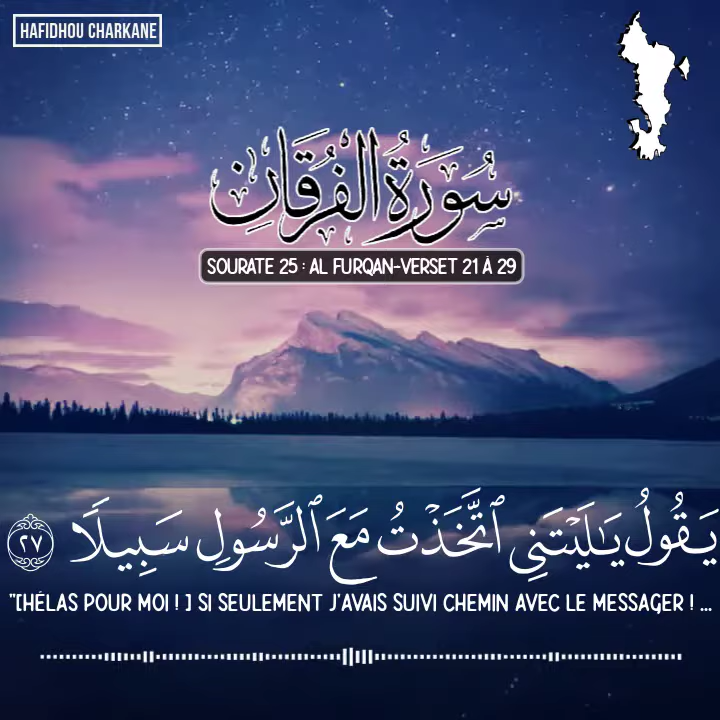 HAFIDHOU CHARKANE
سُورَةُ الْفُرْقَانِ
SOURATE 25 : AL FURQAN-VERSET 21 À 29
يَقُولُ يَٰلَيْتَنِى ٱتَّخَذْتُ مَعَ ٱلرَّسُولِ سَبِيلًا ٢٧
"[HÉLAS POUR MOI ! ] SI SEULEMENT J'AVAIS SUIVI CHEMIN AVEC LE MESSAGER ! ...